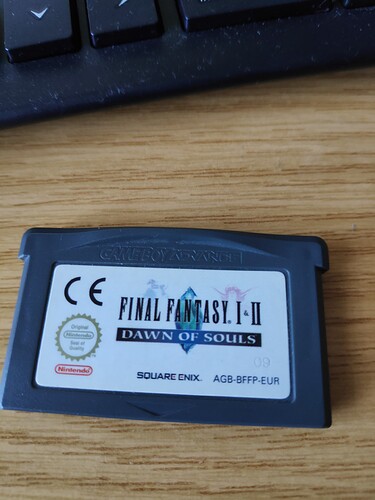 GAME BOY ADVANCE
CE
FINAL FANTASY. I & II
DAWN OF SOULS
Original
Nintendo
Seal of
Quality
09
Nintendo
SQUARE ENIX.
AGB-BFFP-EUR